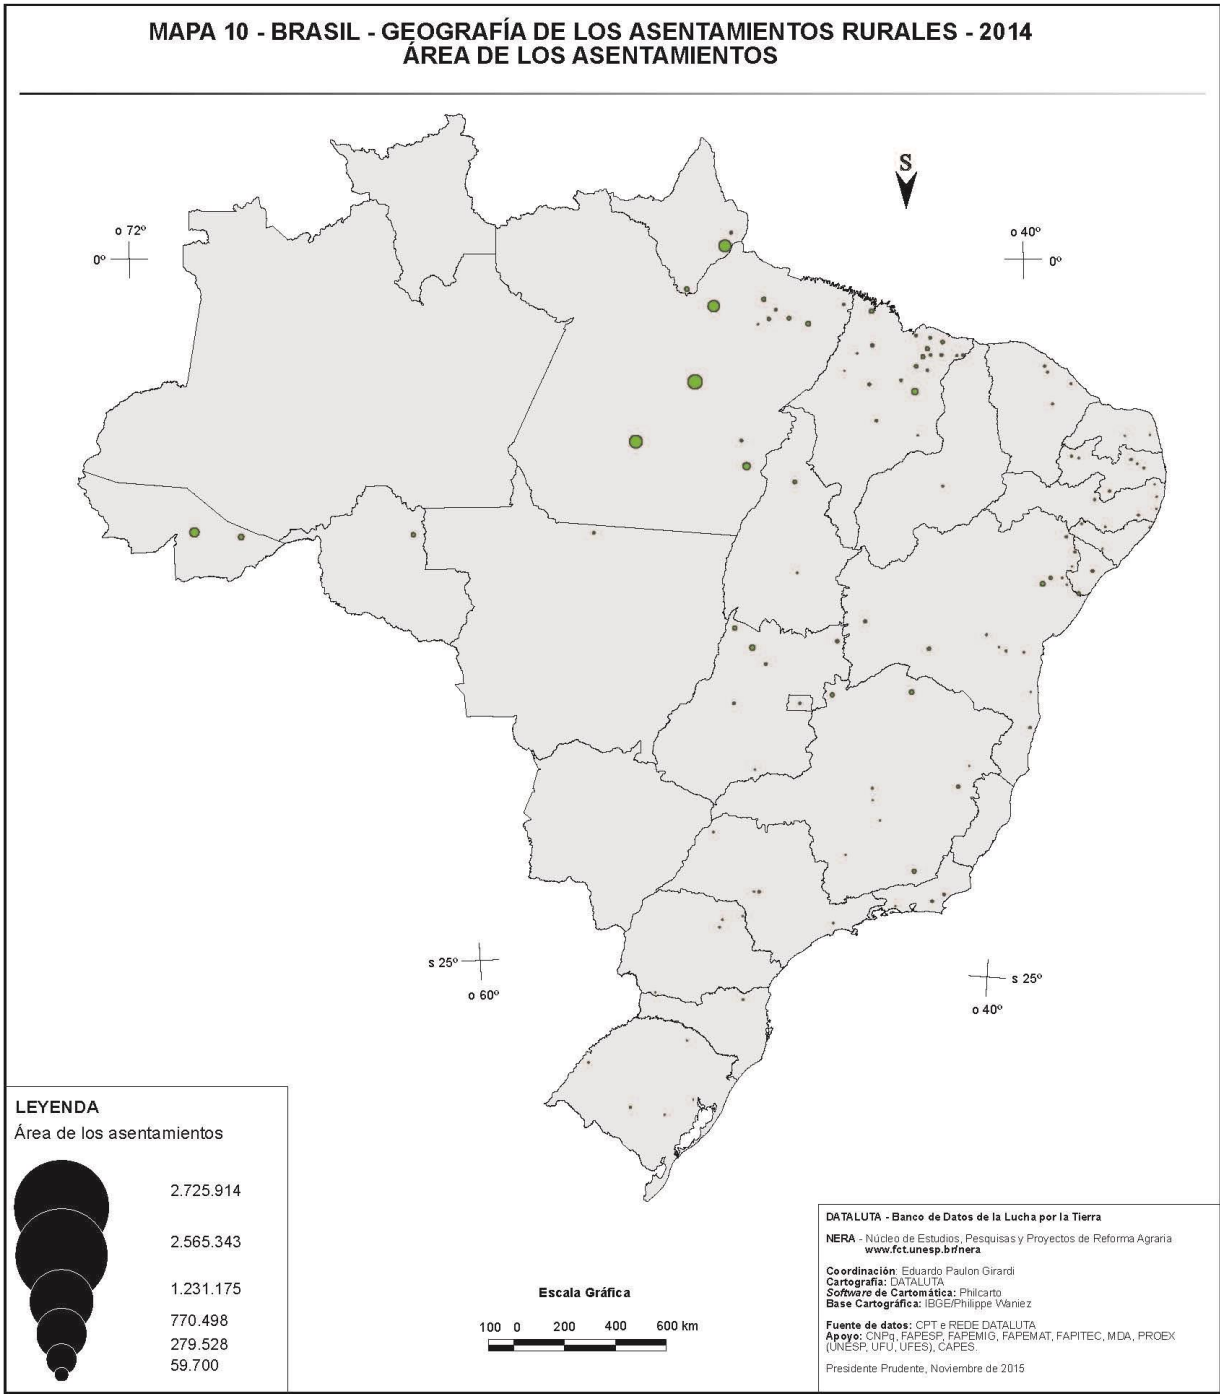 MAPA 10 - BRASIL - GEOGRAFÍA DE LOS ASENTAMIENTOS RURALES - 2014
ÁREA DE LOS ASENTAMIENTOS
S
o 72º
0º
o 40º
0º
s 25º
o 60º
s 25º
o 40º
LEYENDA
Área de los asentamientos
2.725.914
2.565.343
1.231.175
770.498
279.528
59.700
Escala Gráfica
100 0 200 400 600 km
DATALUTA - Banco de Datos de la Lucha por la Tierra
NERA - Núcleo de Estudios, Pesquisas y Proyectos de Reforma Agraria
www.fct.unesp.br/nera
Coordinación: Eduardo Paulon Girardi
Cartografía: DATALUTA
Software de Cartomática: Philcarto
Base Cartográfica: IBGE/Philippe Waniez
Fuente de datos: CPT e REDE DATALUTA
Apoyo: CNPq, FAPESP, FAPEMIG, FAPEMAT, FAPITEC, MDA, PROEX
(UNESP, UFU, UFES), CAPES.
Presidente Prudente, Noviembre de 2015